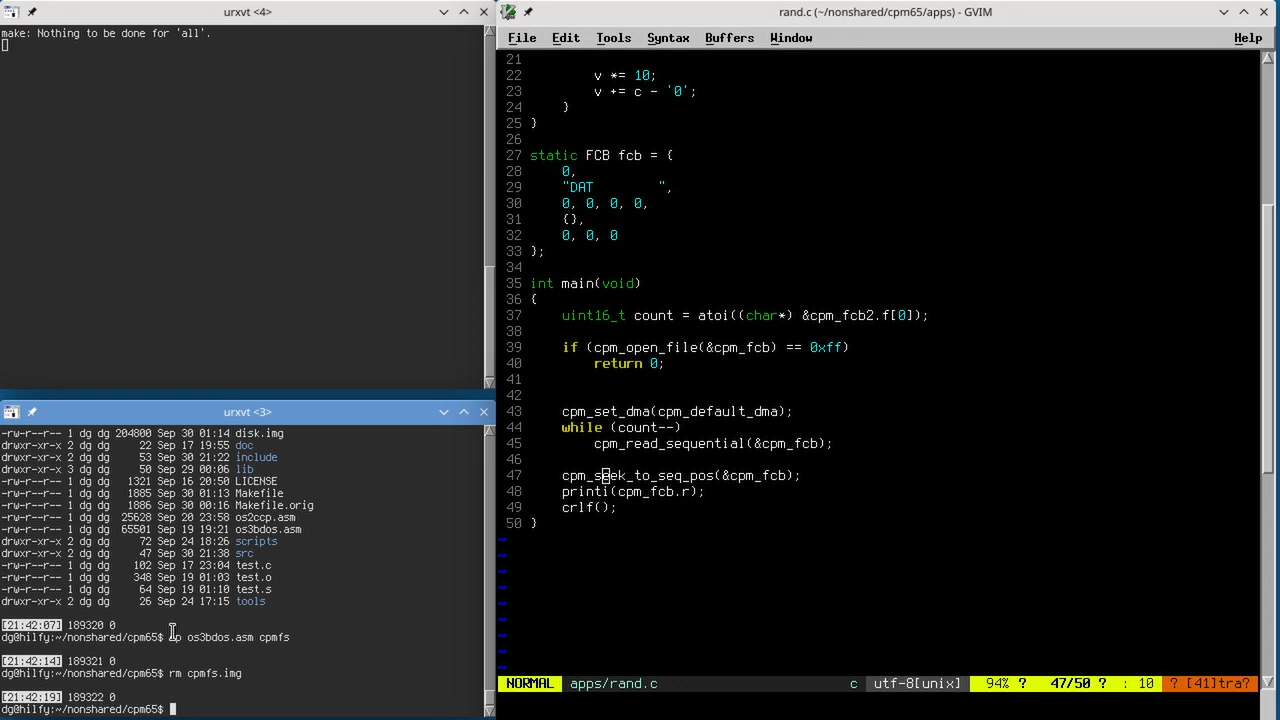 urxvt <4>
make: Nothing to be done for 'all'.
urxvt <3>
-rw-r--r-- 1 dg dg 204800 Sep 30 01:14 disk.img
drwxr-xr-x 2 dg dg     22 Sep 17 19:55 doc
drwxr-xr-x 2 dg dg     53 Sep 30 21:22 include
drwxr-xr-x 3 dg dg     50 Sep 29 00:06 lib
-rw-r--r-- 1 dg dg   1321 Sep 16 20:50 LICENSE
-rw-r--r-- 1 dg dg   1885 Sep 30 01:13 Makefile
-rw-r--r-- 1 dg dg   1886 Sep 30 00:16 Makefile.orig
-rw-r--r-- 1 dg dg  25628 Sep 20 23:58 os2ccp.asm
-rw-r--r-- 1 dg dg  65501 Sep 19 19:21 os3bdos.asm
drwxr-xr-x 2 dg dg     72 Sep 24 18:26 scripts
drwxr-xr-x 2 dg dg     47 Sep 30 21:38 src
-rw-r--r-- 1 dg dg    102 Sep 17 23:04 test.c
-rw-r--r-- 1 dg dg    348 Sep 19 01:03 test.o
-rw-r--r-- 1 dg dg     64 Sep 19 01:10 test.s
drwxr-xr-x 2 dg dg     26 Sep 24 17:15 tools
[21:42:07] 189320 0
dg@hilfy:~/nonshared/cpm65$ cp os3bdos.asm cpmfs
[21:42:14] 189321 0
dg@hilfy:~/nonshared/cpm65$ rm cpmfs.img
[21:42:19] 189322 0
dg@hilfy:~/nonshared/cpm65$
rand.c (~/nonshared/cpm65/apps) - GVIM
File Edit Tools Syntax Buffers Window Help
21
22         v *= 10;
23         v += c - '0';
24     }
25 }
26
27 static FCB fcb = {
28     0,
29     "DAT        ",
30     0, 0, 0, 0,
31     {},
32     0, 0, 0
33 };
34
35 int main(void)
36 {
37     uint16_t count = atoi((char*) &cpm_fcb2.f[0]);
38
39     if (cpm_open_file(&cpm_fcb) == 0xff)
40         return 0;
41
42
43     cpm_set_dma(cpm_default_dma);
44     while (count--)
45         cpm_read_sequential(&cpm_fcb);
46
47     cpm_seek_to_seq_pos(&cpm_fcb);
48     printi(cpm_fcb.r);
49     crlf();
50 }
~
~
~
~
~
~
~
~
~
NORMAL apps/rand.c c utf-8[unix] 94% ? 47/50 ? : 10 ? [41]tra?